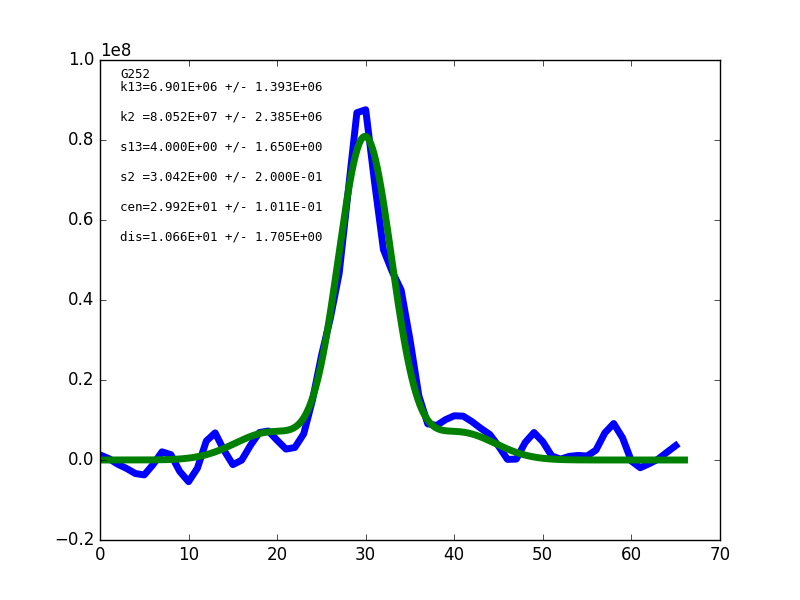 1e8
G252
k13=6.901E+06 +/- 1.393E+06
k2 =8.052E+07 +/- 2.385E+06
s13=4.000E+00 +/- 1.650E+00
s2 =3.042E+00 +/- 2.000E-01
cen=2.992E+01 +/- 1.011E-01
dis=1.066E+01 +/- 1.705E+00
1.0
0.8
0.6
0.4
0.2
0.0
−0.2
0 10 20 30 40 50 60 70